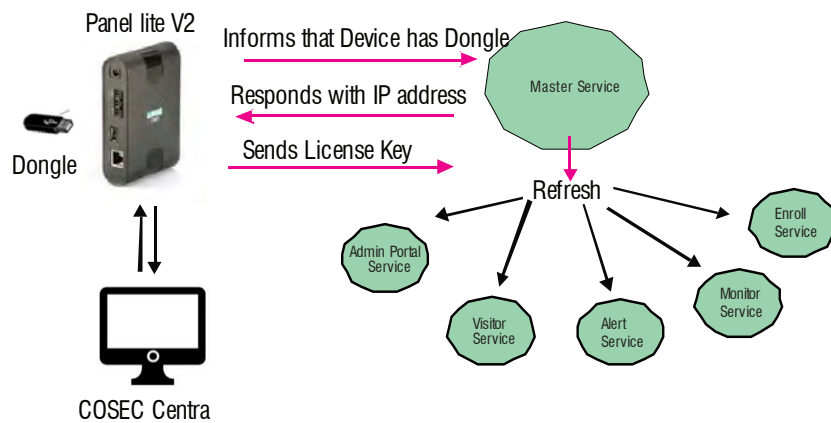 Panel lite V2
Informs that Device has Dongle
Master Service
Responds with IP address
Dongle
Sends License Key
Refresh
Enroll
Service
Admin Portal
Service
Monitor
Service
Visitor
Service
Alert
Service
COSEC Centra